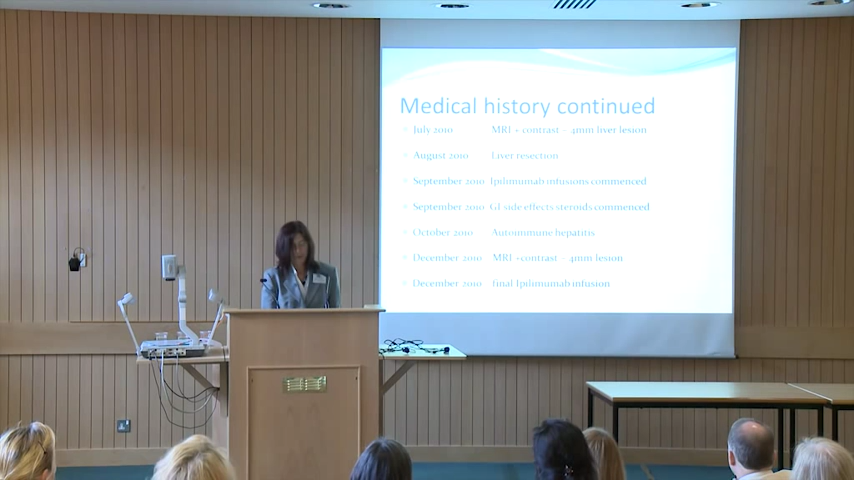 Medical history continued
July 2010 MRI + contrast - 4mm liver lesion
August 2010 Liver resection
September 2010 Ipilimumab infusions commenced
September 2010 GI side effects steroids commenced
October 2010 Autoimmune hepatitis
December 2010 MRI +contrast - 4mm lesion
December 2010 final Ipilimumab infusion